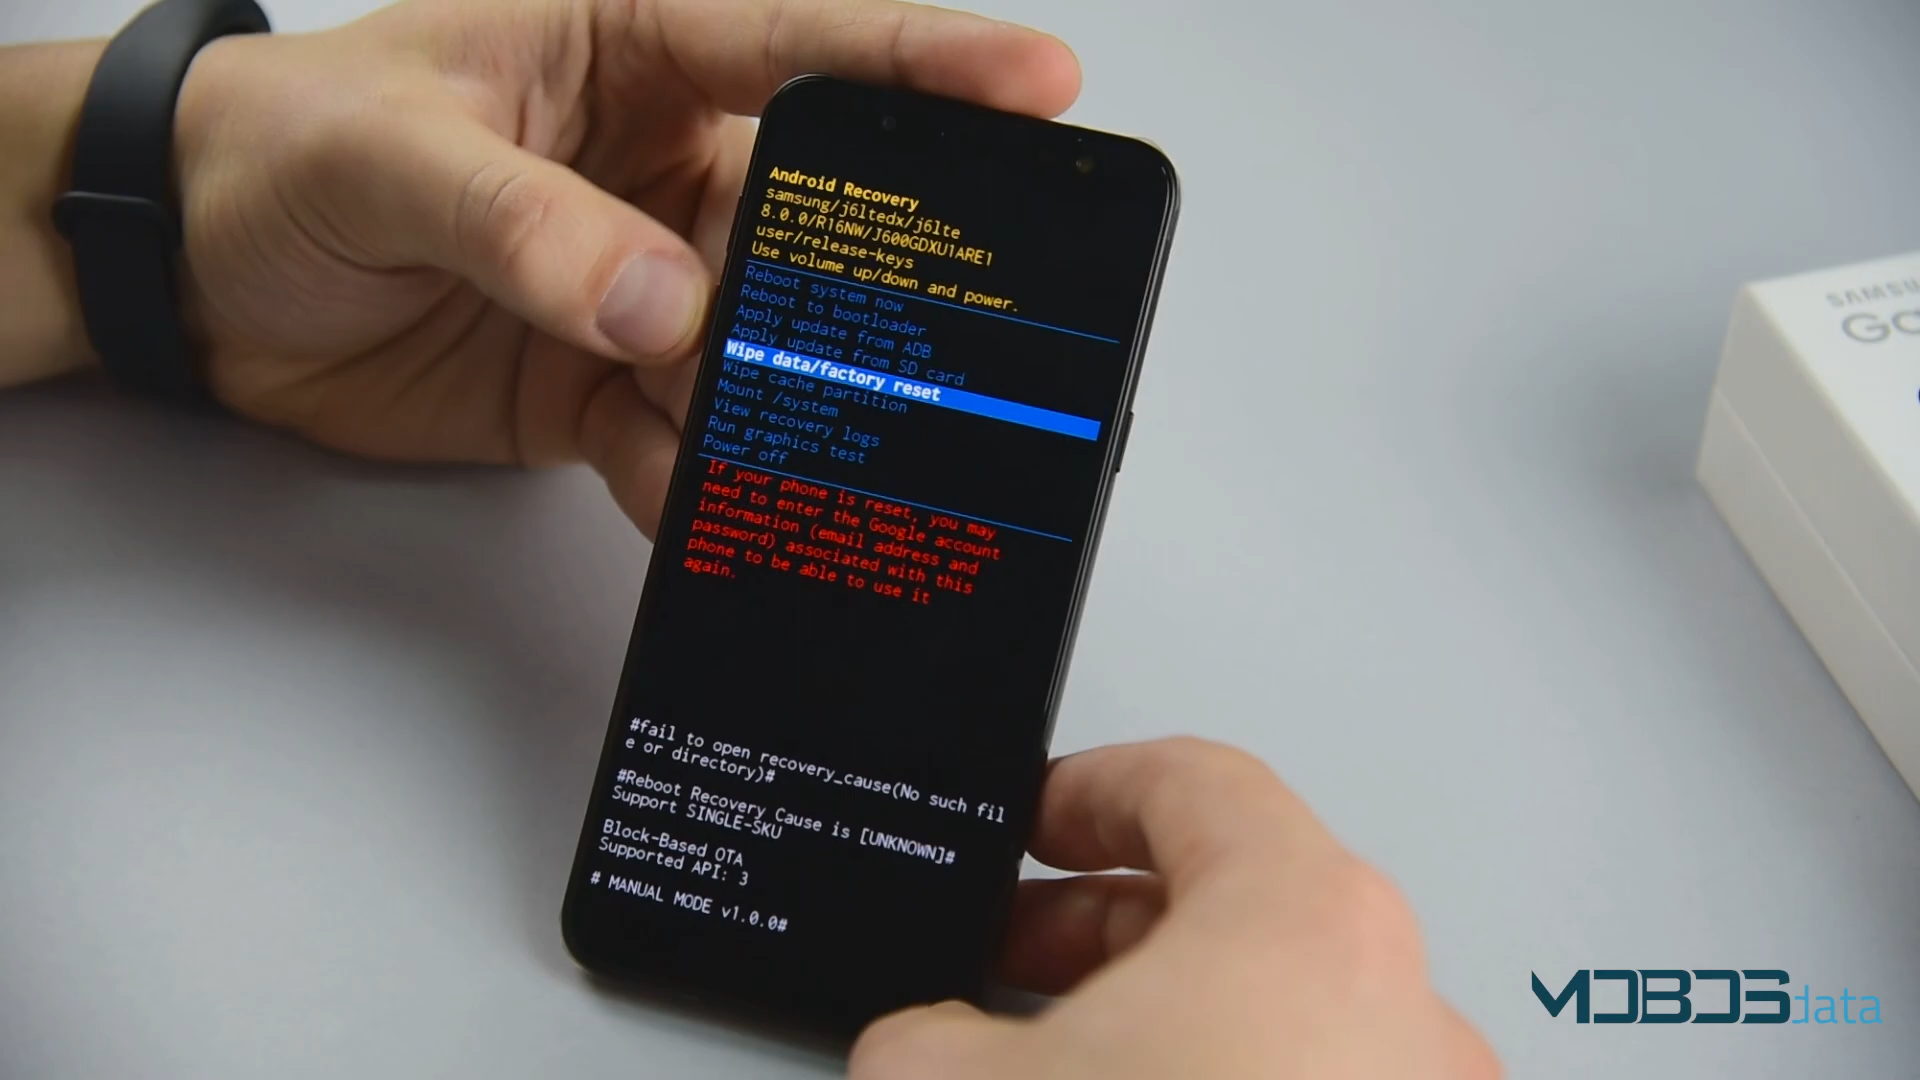 Android Recovery
samsung/j6ltedx/j6lte
8.0.0/R16NW/J600GDXU1ARE1
user/release-keys
Use volume up/down and power.
Reboot system now
Reboot to bootloader
Apply update from ADB
Apply update from SD card
Wipe data/factory reset
Wipe cache partition
Mount /system
View recovery logs
Run graphics test
Power off
If your phone is reset, you may
need to enter the Google account
information (email address and
password) associated with this
phone to be able to use it
again.
#fail to open recovery_cause(No such fil
e or directory)#
#Reboot Recovery Cause is [UNKNOWN]#
Support SINGLE-SKU
Block-Based OTA
Supported API: 3
# MANUAL MODE v1.0.0#
MOBOSdata